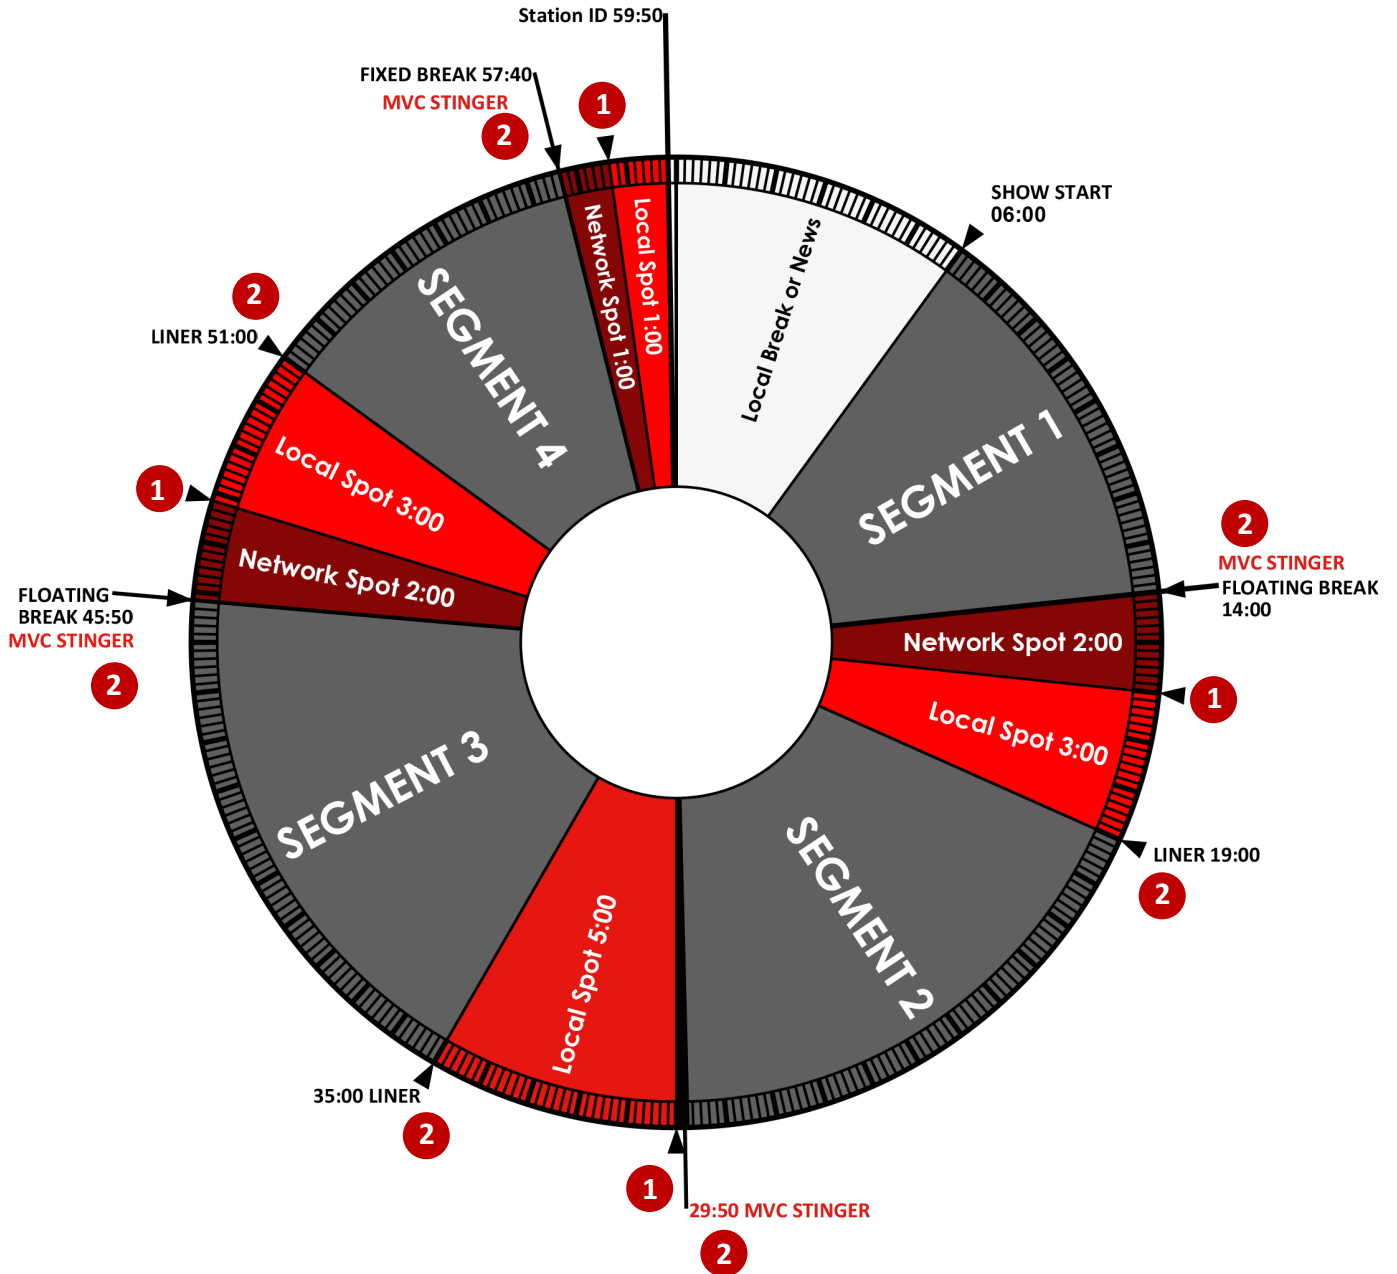 Station ID 59:50
FIXED BREAK 57:40
MVC STINGER
2
1
SHOW START
06:00
Local Break or News
Local Spot 1:00
Network Spot 1:00
SEGMENT 4
SEGMENT 1
2
LINER 51:00
Local Spot 3:00
1
Network Spot 2:00
FLOATING
BREAK 45:50
MVC STINGER
2
2
MVC STINGER
FLOATING BREAK
14:00
Network Spot 2:00
1
Local Spot 3:00
LINER 19:00
2
SEGMENT 3
SEGMENT 2
Local Spot 5:00
35:00 LINER
2
1
29:50 MVC STINGER
2